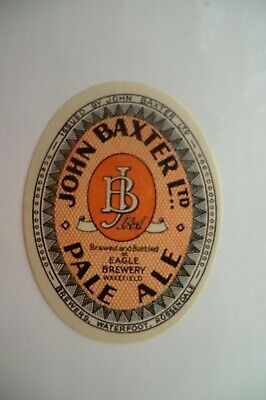 ISSUED BY JOHN BAXTER LTD
JOHN BAXTER LTD.
JB
Ltd.
Brewed and Bottled
at
EAGLE
BREWERY
WAKEFIELD
PALE ALE
BREWERS, WATERFOOT, ROSSENDALE